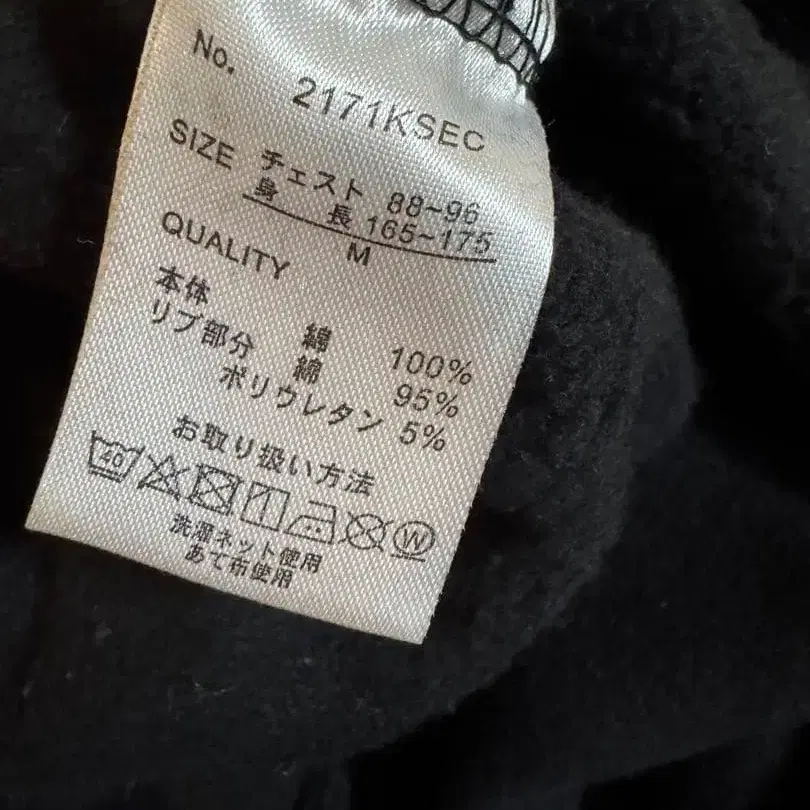 No. 2171KSEC
SIZE チェスト 88~96
身 長 165~175
M
QUALITY
本体 綿 100%
リブ部分 綿 95%
ポリウレタン 5%
お取り扱い方法
40 W
洗濯ネット使用
あて布使用